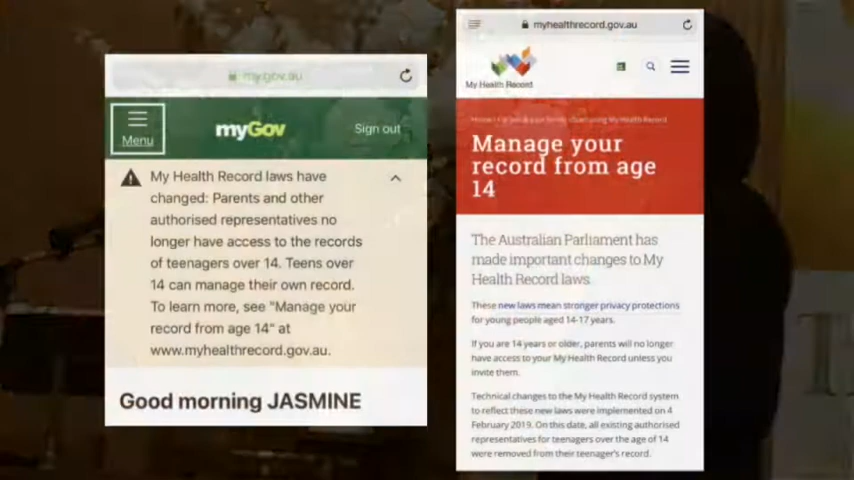 my.gov.au
Menu
myGov
Sign out
My Health Record laws have
changed: Parents and other
authorised representatives no
longer have access to the records
of teenagers over 14. Teens over
14 can manage their own record.
To learn more, see "Manage your
record from age 14" at
www.myhealthrecord.gov.au.
Good morning JASMINE
myhealthrecord.gov.au
My Health Record
Manage your
record from age
14
The Australian Parliament has
made important changes to My
Health Record laws.
These new laws mean stronger privacy protections
for young people aged 14-17 years.
If you are 14 years or older, parents will no longer
have access to your My Health Record unless you
invite them.
Technical changes to the My Health Record system
to reflect these new laws were implemented on 4
February 2019. On this date, all existing authorised
representatives for teenagers over the age of 14
were removed from their teenager's record.